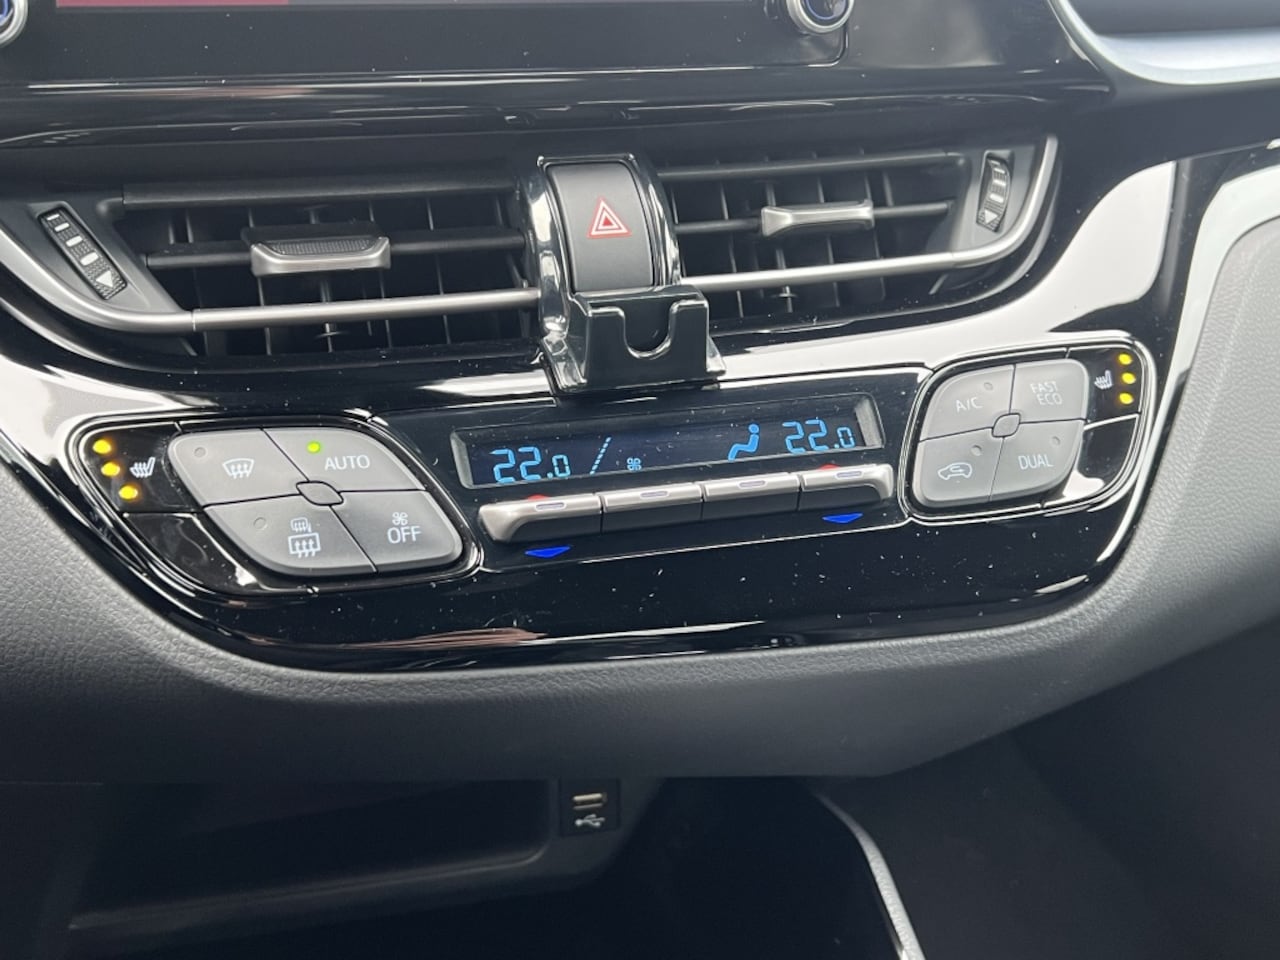 FAST
A/C ECO
22.0 22.0
AUTO
DUAL
OFF